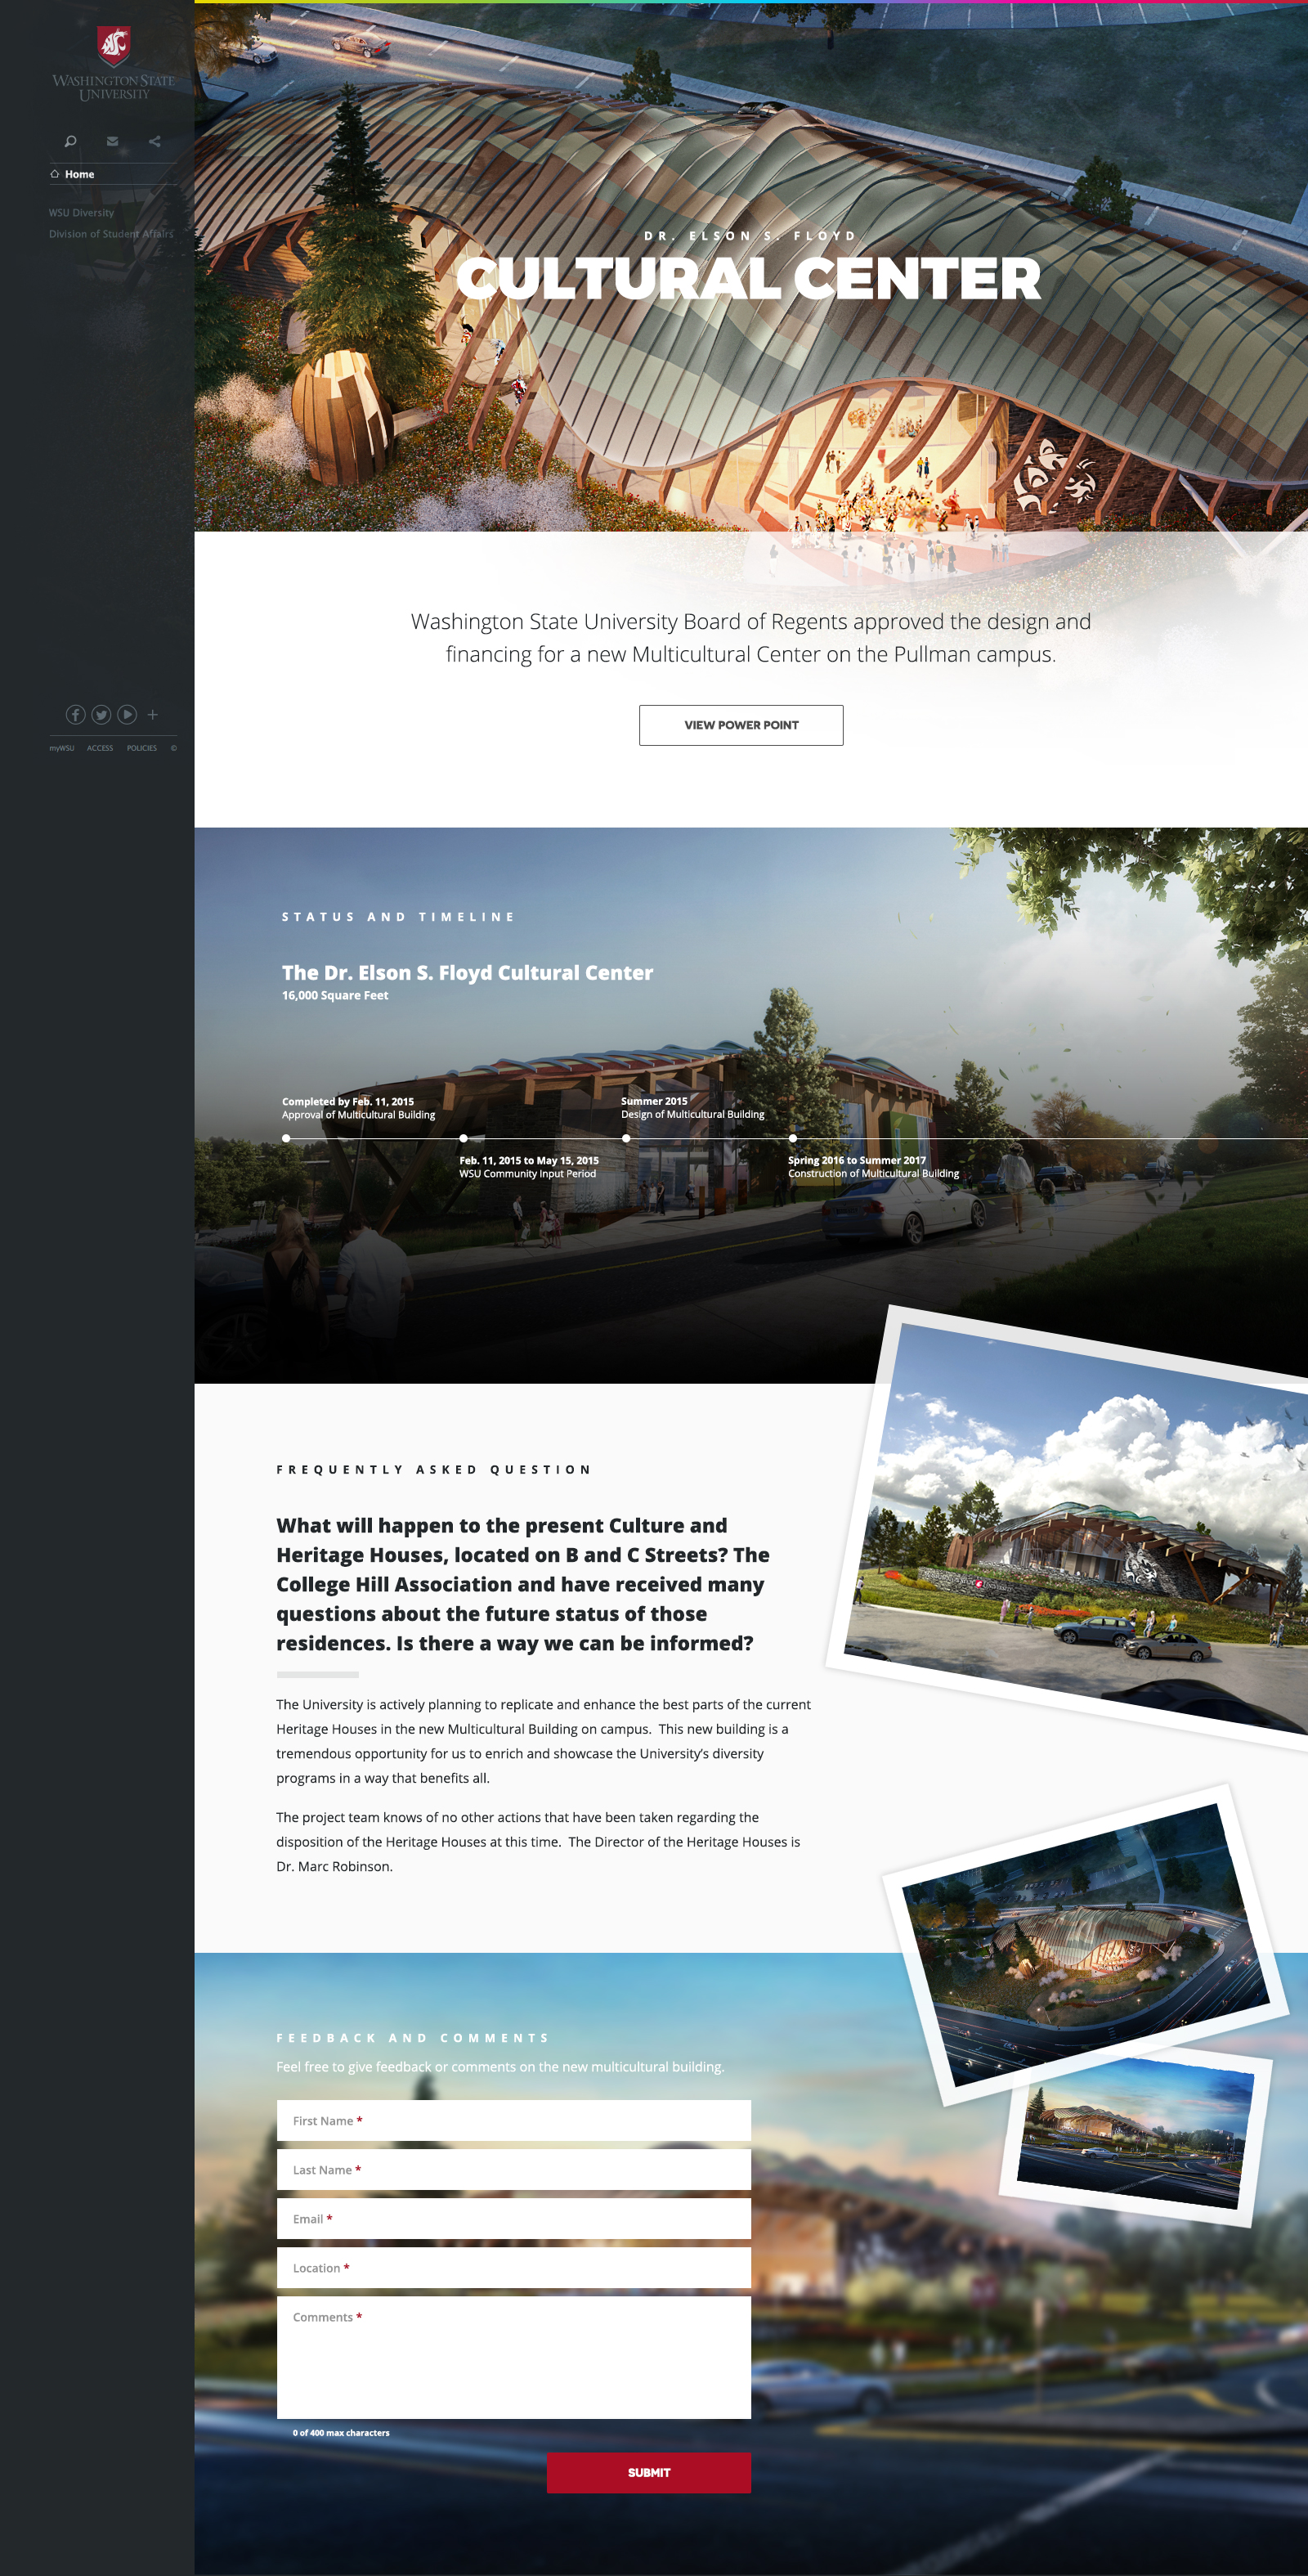 WASHINGTON STATE
UNIVERSITY
Home
WSU Diversity
Division of Student Affairs
myWSU ACCESS POLICIES ©
DR. ELSON S. FLOYD
CULTURAL CENTER
Washington State University Board of Regents approved the design and
financing for a new Multicultural Center on the Pullman campus.
VIEW POWER POINT
STATUS AND TIMELINE
The Dr. Elson S. Floyd Cultural Center
16,000 Square Feet
Completed by Feb. 11, 2015
Approval of Multicultural Building
Feb. 11, 2015 to May 15, 2015
WSU Community Input Period
Summer 2015
Design of Multicultural Building
Spring 2016 to Summer 2017
Construction of Multicultural Building
FREQUENTLY ASKED QUESTION
What will happen to the present Culture and
Heritage Houses, located on B and C Streets? The
College Hill Association and have received many
questions about the future status of those
residences. Is there a way we can be informed?
The University is actively planning to replicate and enhance the best parts of the current
Heritage Houses in the new Multicultural Building on campus.  This new building is a
tremendous opportunity for us to enrich and showcase the University’s diversity
programs in a way that benefits all.
The project team knows of no other actions that have been taken regarding the
disposition of the Heritage Houses at this time.  The Director of the Heritage Houses is
Dr. Marc Robinson.
FEEDBACK AND COMMENTS
Feel free to give feedback or comments on the new multicultural building.
First Name *
Last Name *
Email *
Location *
Comments *
0 of 400 max characters
SUBMIT